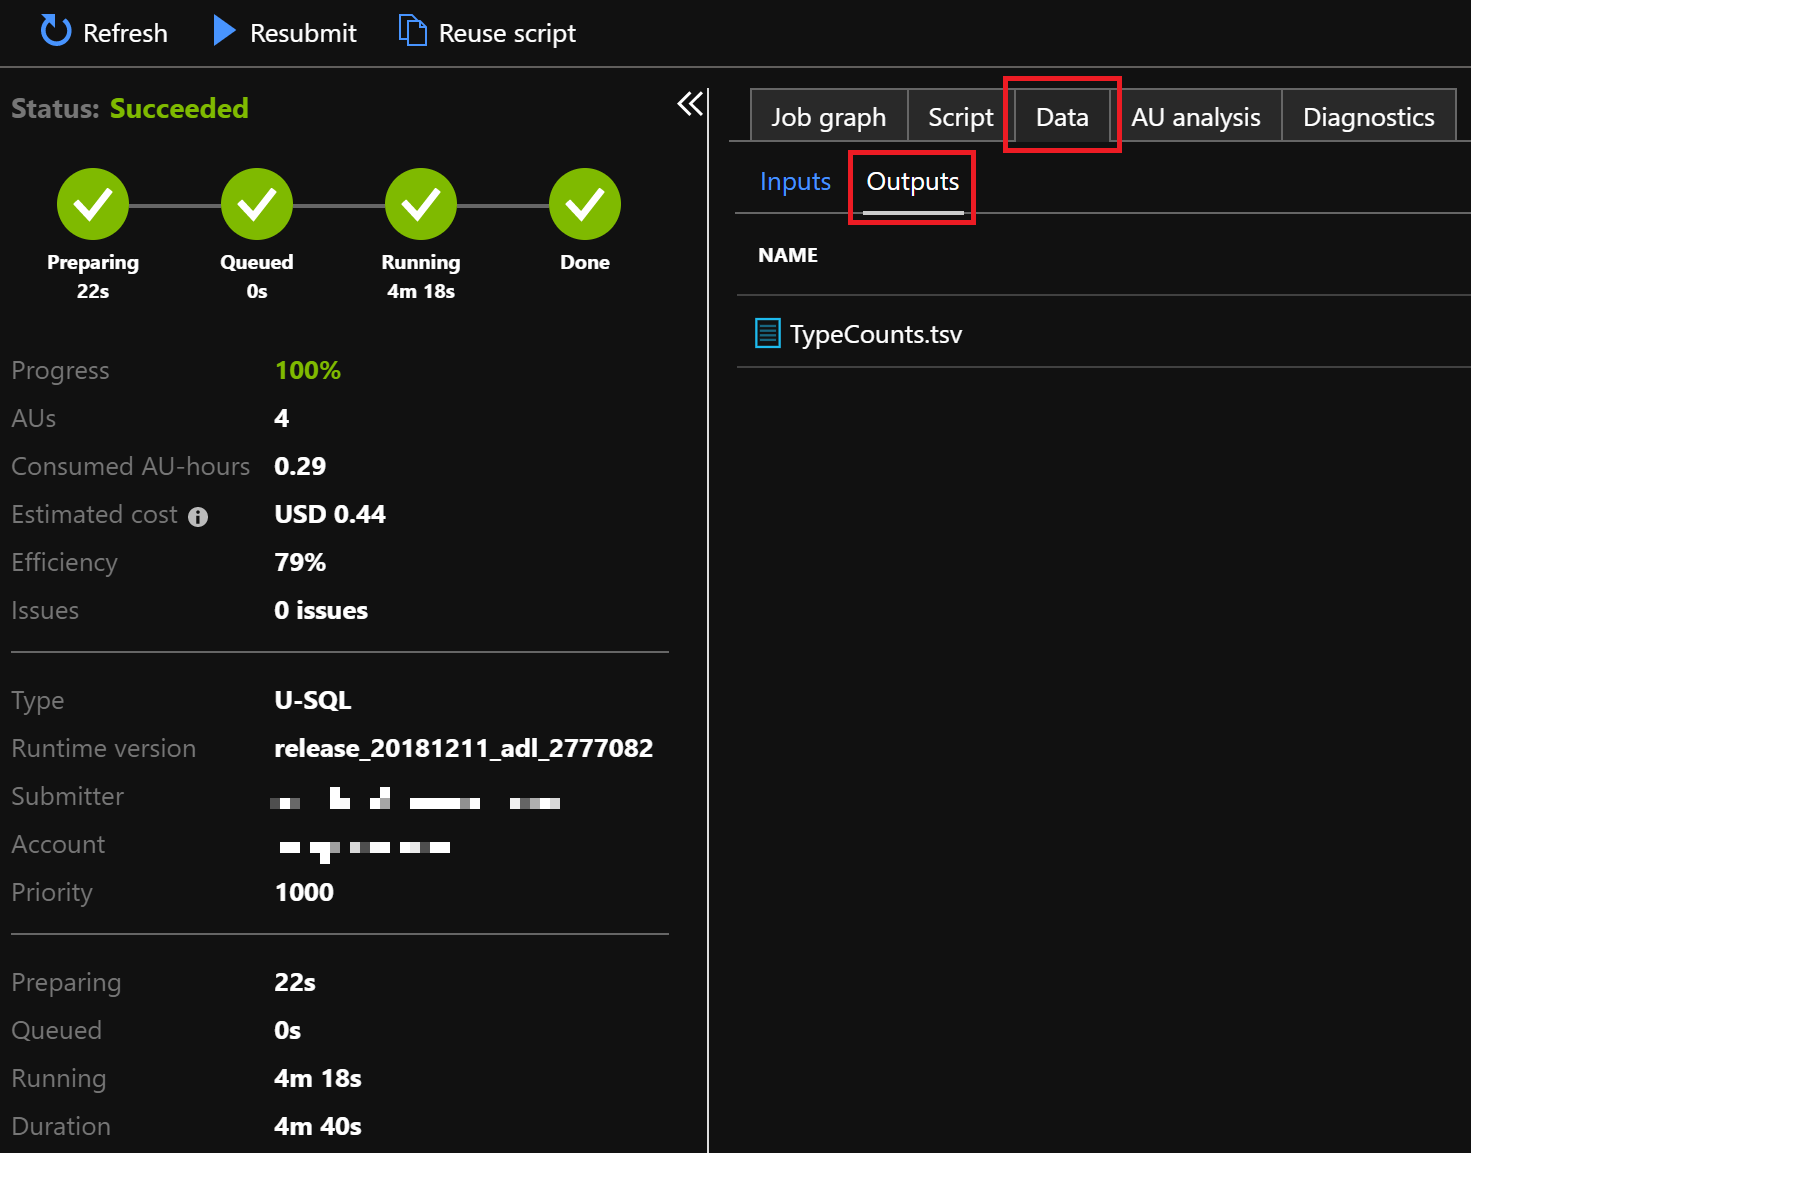 Refresh Resubmit Reuse script
Status: Succeeded
Preparing
22s
Queued
0s
Running
4m 18s
Done
Progress 100%
AUs 4
Consumed AU-hours 0.29
Estimated cost USD 0.44
Efficiency 79%
Issues 0 issues
Type U-SQL
Runtime version release_20181211_adl_2777082
Submitter
Account
Priority 1000
Preparing 22s
Queued 0s
Running 4m 18s
Duration 4m 40s
Job graph Script Data AU analysis Diagnostics
Inputs Outputs
NAME
TypeCounts.tsv